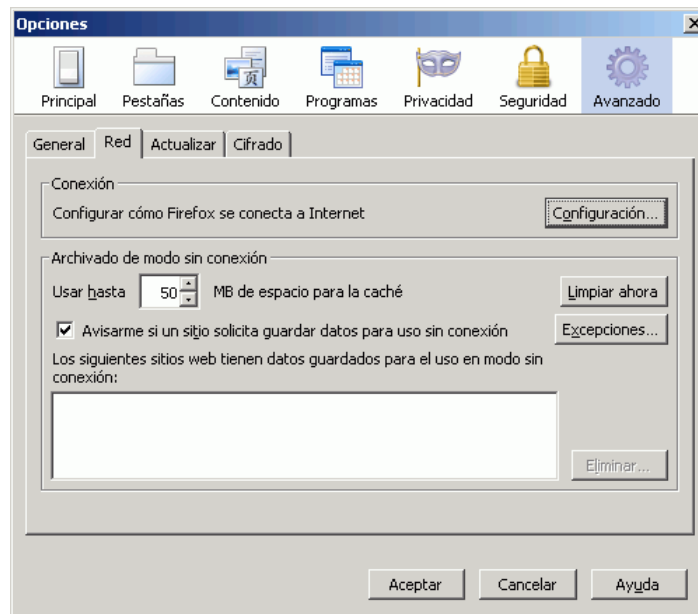 Opciones
Principal Pestañas Contenido Programas Privacidad Seguridad Avanzado
General Red Actualizar Cifrado
Conexión
Configurar cómo Firefox se conecta a Internet Configuración...
Archivado de modo sin conexión
Usar hasta 50 MB de espacio para la caché Limpiar ahora
Avisarme si un sitio solicita guardar datos para uso sin conexión Excepciones...
Los siguientes sitios web tienen datos guardados para el uso en modo sin
conexión:
Eliminar...
Aceptar Cancelar Ayuda